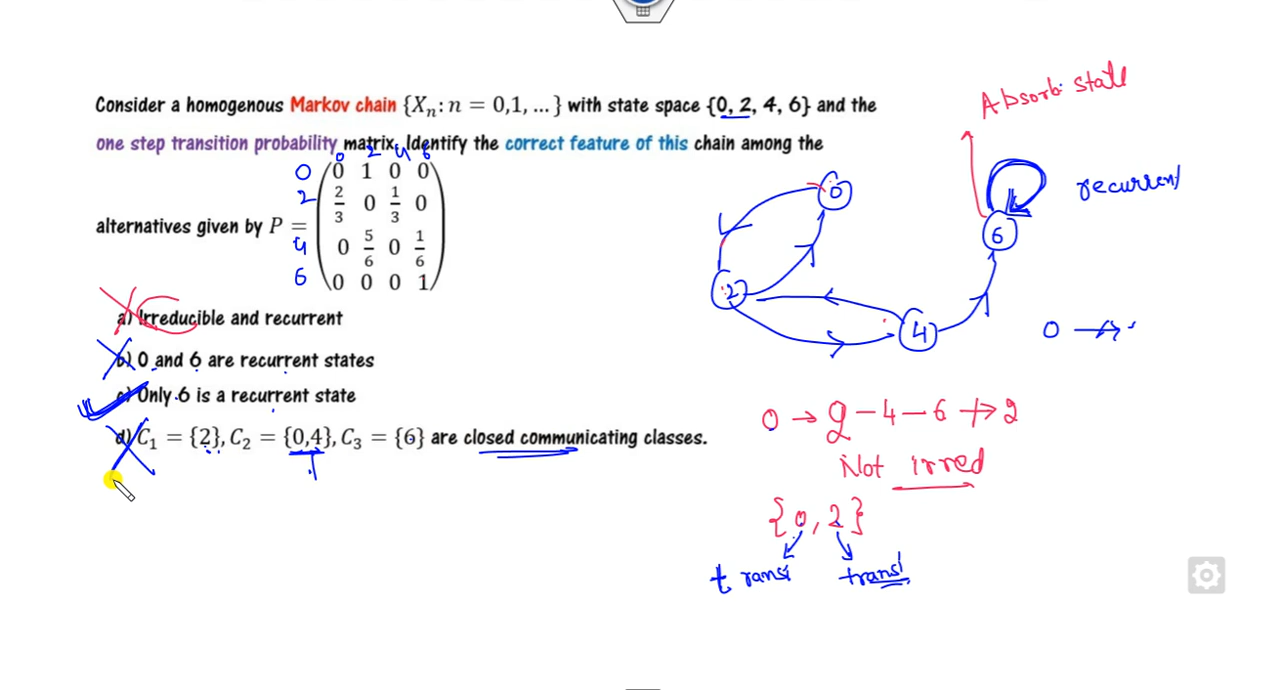 Consider a homogenous Markov chain {Xₙ: n = 0,1, ...} with state space {0, 2, 4, 6} and the
one step transition probability matrix. Identify the correct feature of this chain among the
0 2 4 6
0 0 1 0 0
2 2/3 0 1/3 0
alternatives given by P =
4 0 5/6 0 1/6
6 0 0 0 1
a) Irreducible and recurrent
b) 0 and 6 are recurrent states
c) Only 6 is a recurrent state
d) C₁ = {2}, C₂ = {0,4}, C₃ = {6} are closed communicating classes.
Absorb. state
recurrent
0
6
2
4
0 → 2 - 4 - 6 ↛ 2
Not irred
{0, 2}
transi transi